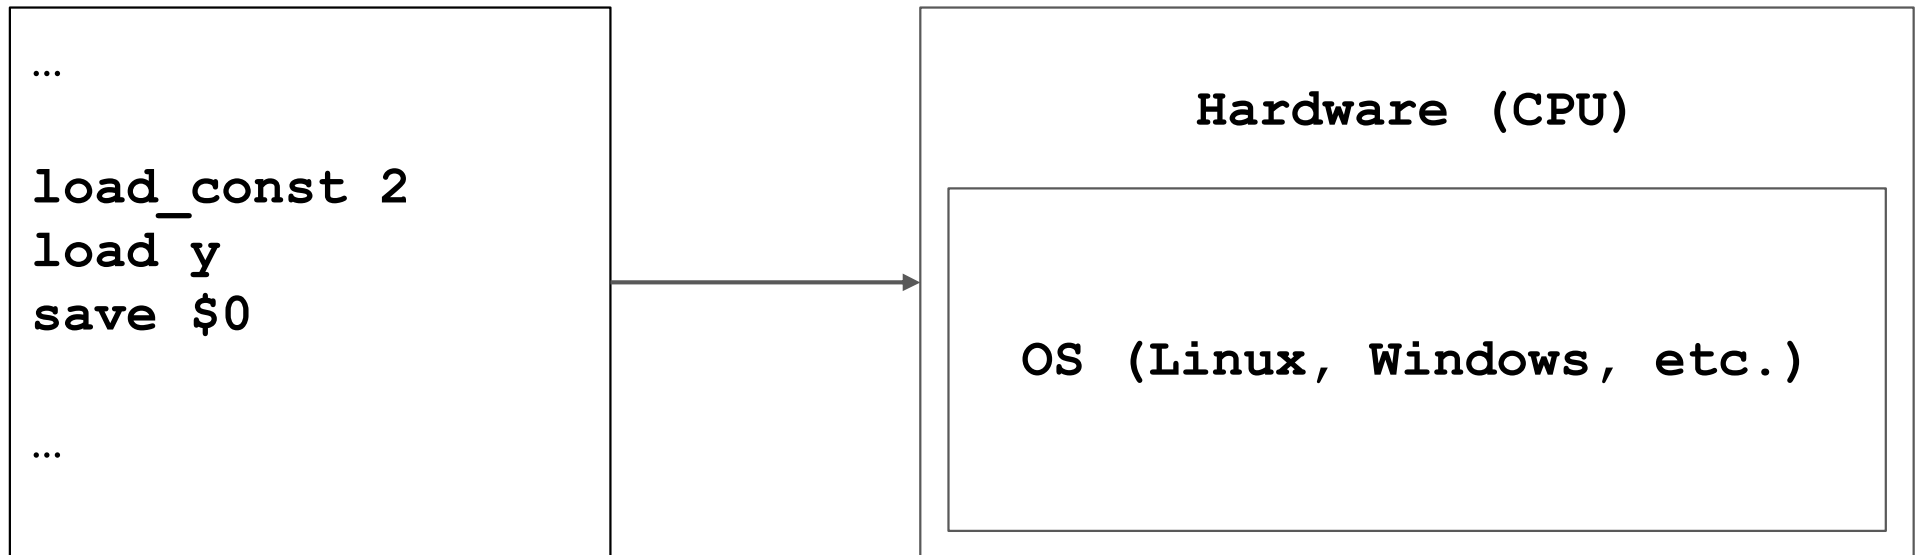 …
load_const 2
load y
save $0
…
Hardware (CPU)
OS (Linux, Windows, etc.)